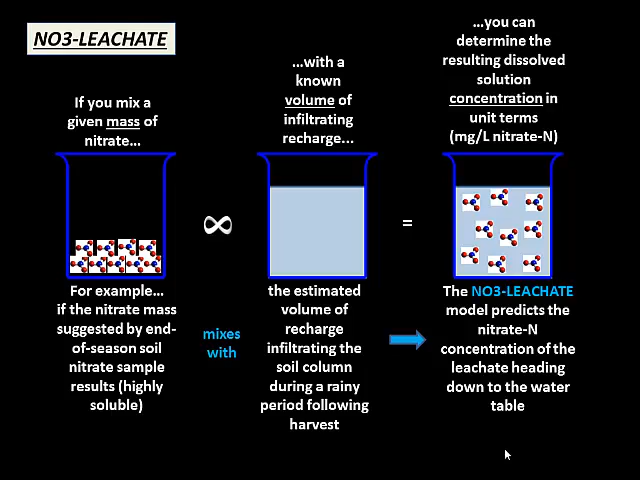 NO3-LEACHATE
If you mix a
given mass of
nitrate...
...with a
known
volume of
infiltrating
recharge...
...you can
determine the
resulting dissolved
solution
concentration in
unit terms
(mg/L nitrate-N)
∞
=
For example...
if the nitrate mass
suggested by end-
of-season soil
nitrate sample
results (highly
soluble)
mixes
with
the estimated
volume of
recharge
infiltrating the
soil column
during a rainy
period following
harvest
The NO3-LEACHATE
model predicts the
nitrate-N
concentration of the
leachate heading
down to the water
table